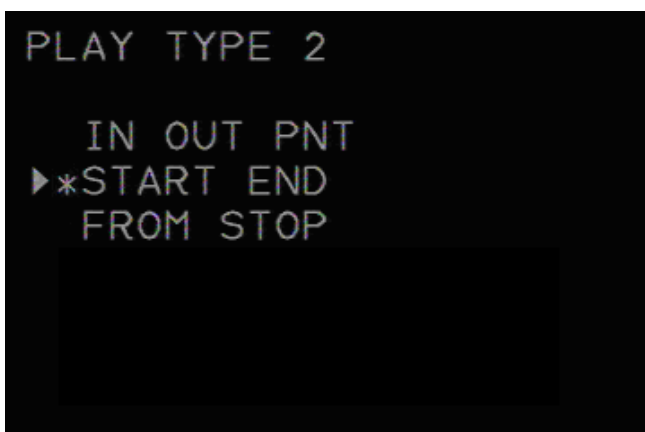 PLAY TYPE 2
IN OUT PNT
▶*START END
FROM STOP